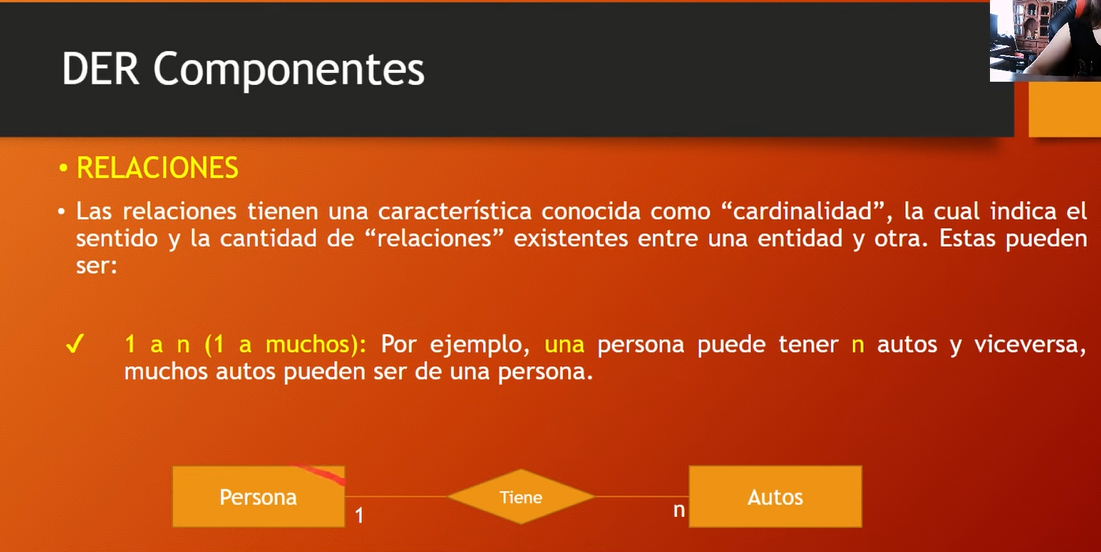 DER Componentes
• RELACIONES
• Las relaciones tienen una característica conocida como “cardinalidad”, la cual indica el
sentido y la cantidad de “relaciones” existentes entre una entidad y otra. Estas pueden
ser:
✓ 1 a n (1 a muchos): Por ejemplo, una persona puede tener n autos y viceversa,
muchos autos pueden ser de una persona.
Persona
1
Tiene
n
Autos